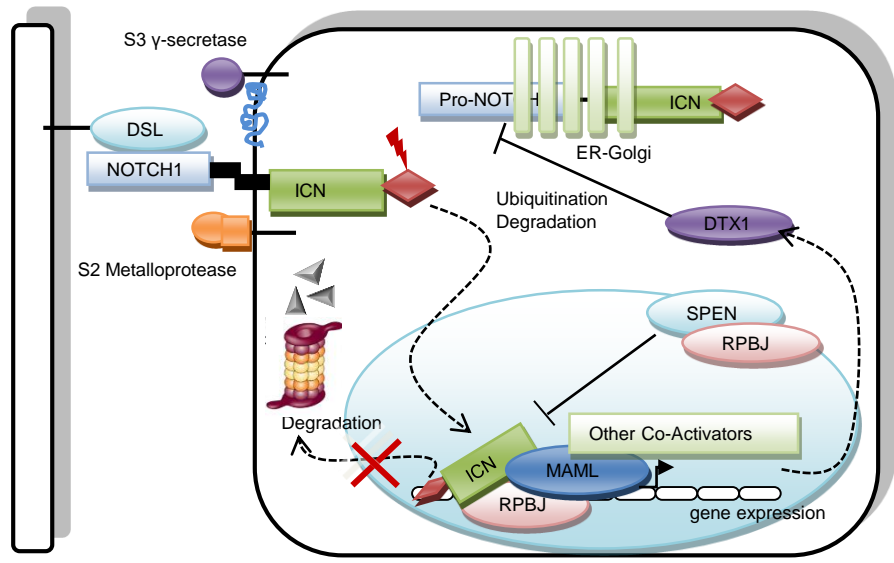 S3 γ-secretase
Pro-NOTCH
ICN
ER-Golgi
DSL
NOTCH1
ICN
Ubiquitination
Degradation
DTX1
S2 Metalloprotease
SPEN
RPBJ
Degradation
Other Co-Activators
ICN
MAML
RPBJ
gene expression